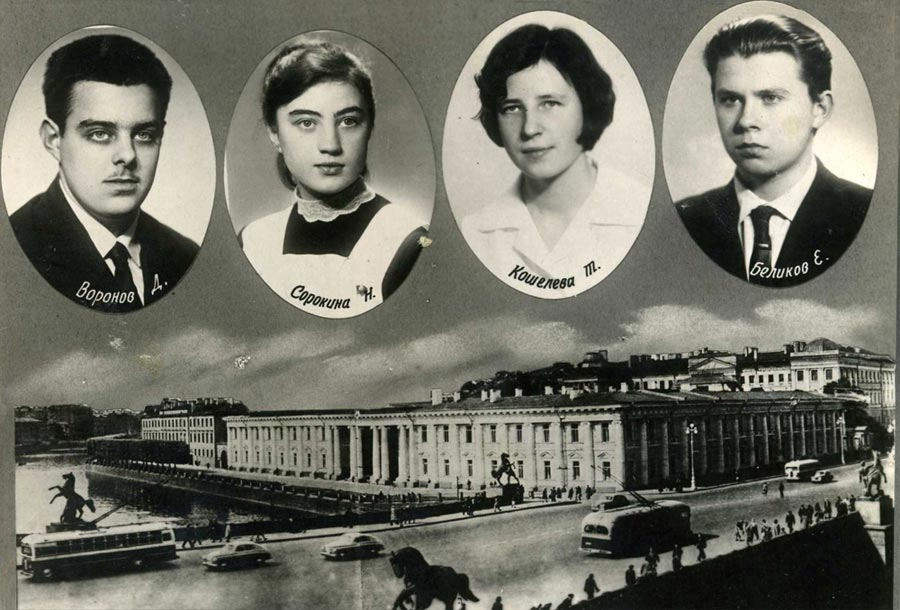 Воронов Д.
Сорокина Н.
Кошелева Т.
Беликов Е.